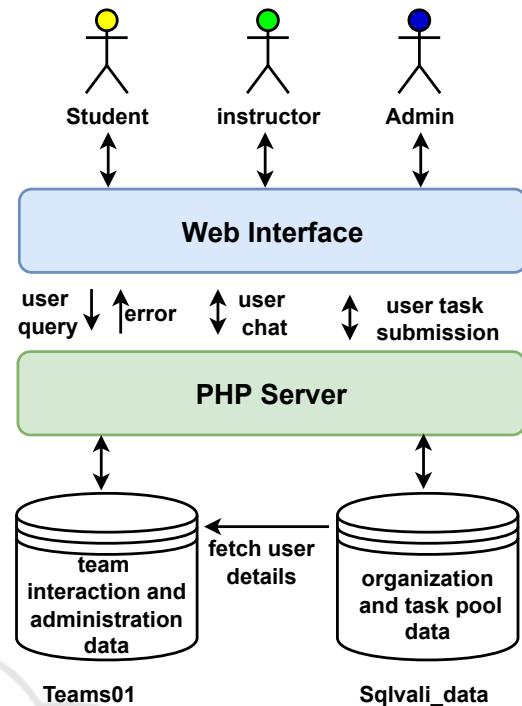 Student
instructor
Admin
Web Interface
user
query
error
user
chat
user task
submission
PHP Server
fetch user
details
team
interaction and
administration
data
organization
and task pool
data
Teams01
Sqlvali_data